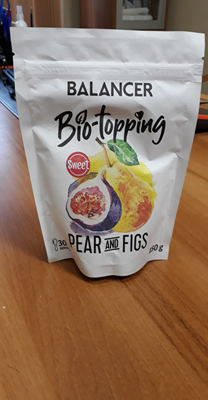 BALANCER
Bio-topping
Sweet
30
PEAR AND FIGS
150 g